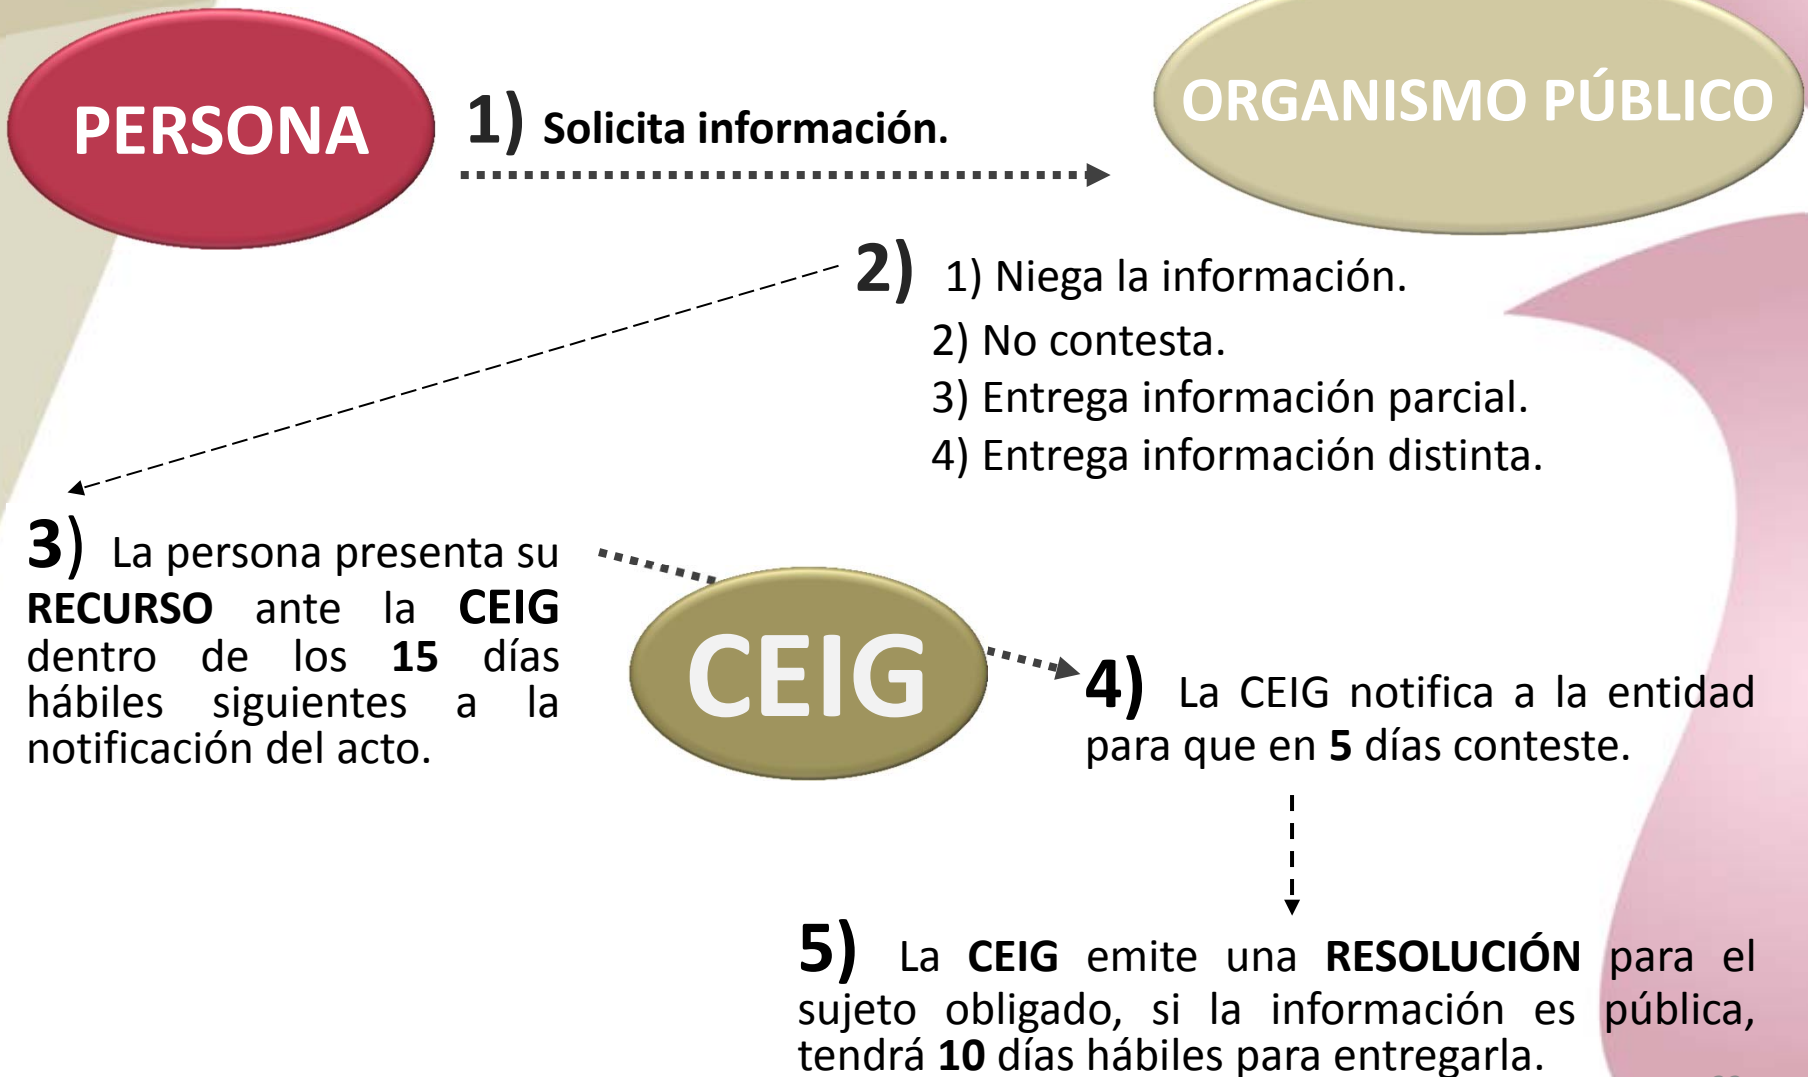 PERSONA
1) Solicita información.
ORGANISMO PÚBLICO
2) 1) Niega la información.
2) No contesta.
3) Entrega información parcial.
4) Entrega información distinta.
3) La persona presenta su
RECURSO ante la CEIG
dentro de los 15 días
hábiles siguientes a la
notificación del acto.
CEIG
4) La CEIG notifica a la entidad
para que en 5 días conteste.
5) La CEIG emite una RESOLUCIÓN para el
sujeto obligado, si la información es pública,
tendrá 10 días hábiles para entregarla.